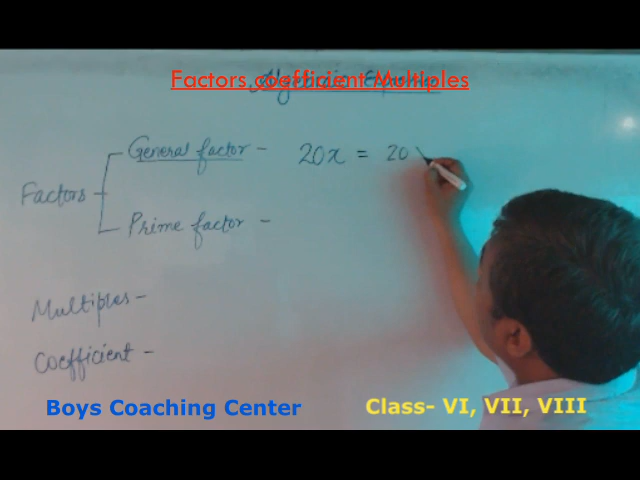 Factors,coefficient Multiples
General factor - 20x = 20
Factors
Prime factor -
Multiples -
Coefficient -
Boys Coaching Center
Class- VI, VII, VIII